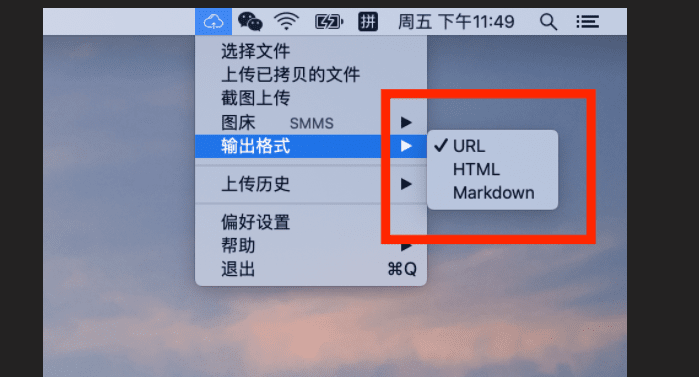 拼 周五 下午11:49
选择文件
上传已拷贝的文件
截图上传
图床 SMMS
输出格式
✓ URL
HTML
Markdown
上传历史
偏好设置
帮助
退出 ⌘Q